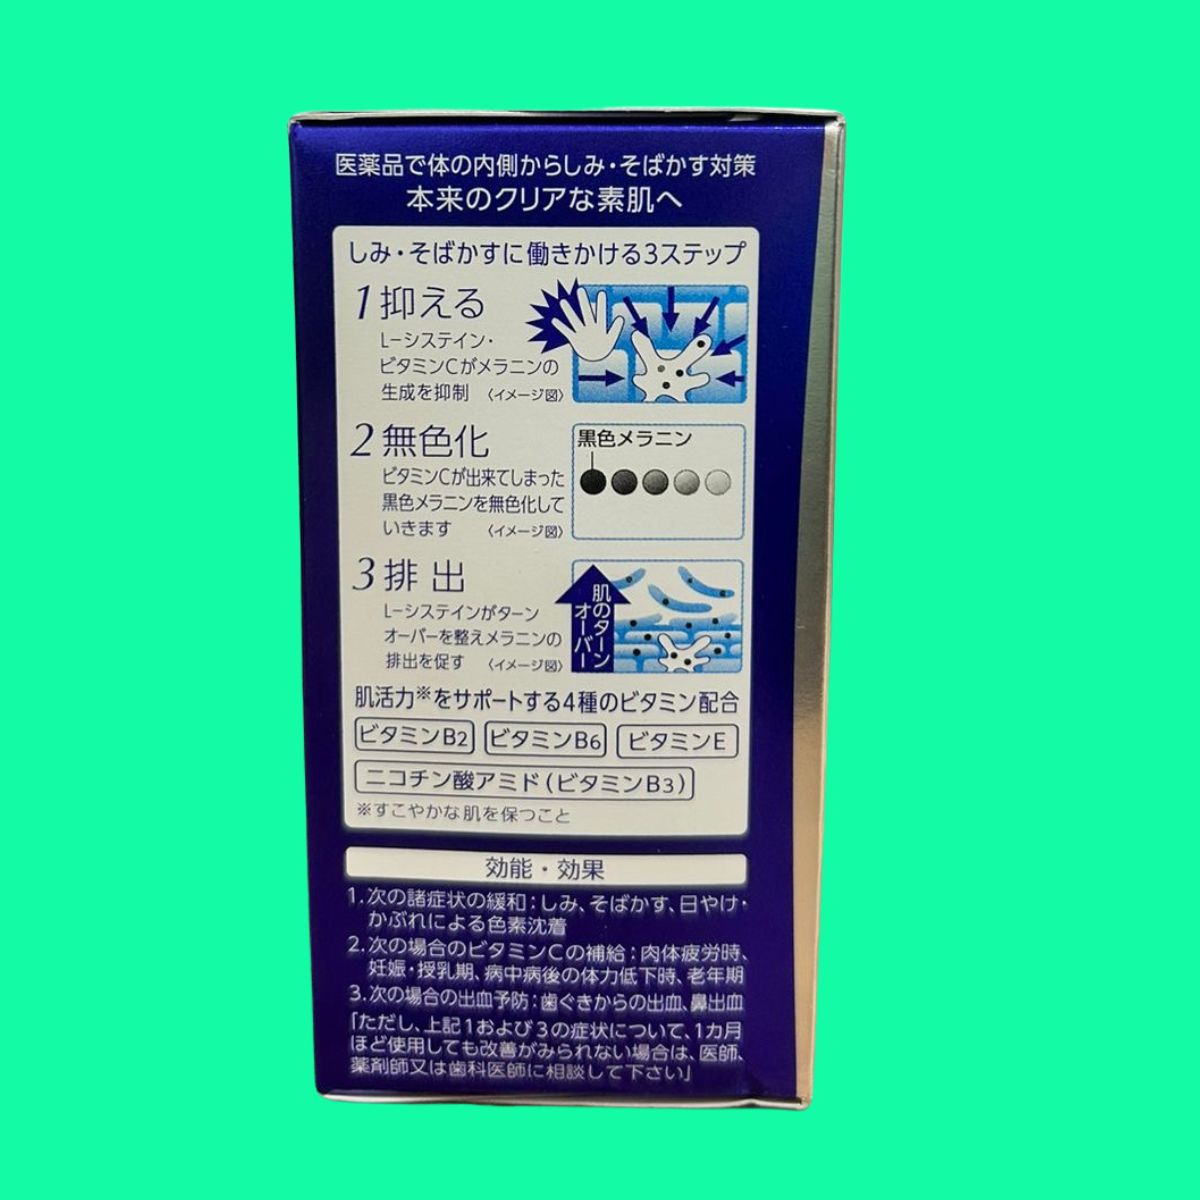 医薬品で体の内側からしみ・そばかす対策
本来のクリアな素肌へ
しみ・そばかすに働きかける3ステップ
1 抑える
L-システイン・
ビタミンCがメラニンの
生成を抑制 〈イメージ図〉
2 無色化
ビタミンCが出来てしまった
黒色メラニンを無色化して
いきます 〈イメージ図〉
黒色メラニン
3 排出
L-システインがターン
オーバーを整えメラニンの
排出を促す 〈イメージ図〉
肌のターン
オーバー
肌活力※をサポートする4種のビタミン配合
ビタミンB2 ビタミンB6 ビタミンE
ニコチン酸アミド(ビタミンB3)
※すこやかな肌を保つこと
効能・効果
1.次の諸症状の緩和:しみ、そばかす、日やけ・
かぶれによる色素沈着
2.次の場合のビタミンCの補給:肉体疲労時、
妊娠・授乳期、病中病後の体力低下時、老年期
3.次の場合の出血予防:歯ぐきからの出血、鼻出血
「ただし、上記1および3の症状について、1カ月
ほど使用しても改善がみられない場合は、医師、
薬剤師又は歯科医師に相談して下さい」